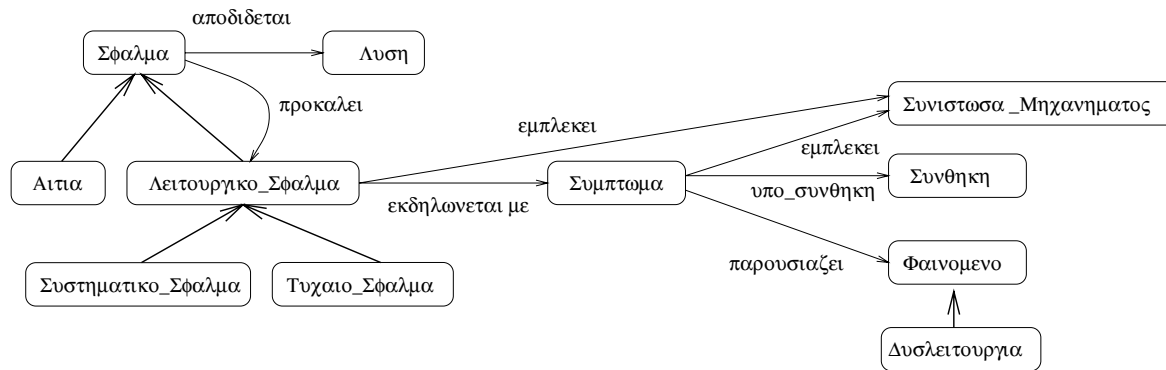 αποδιδεται
Σφαλμα
Λυση
προκαλει
Συνιστωσα _Μηχανηματος
εμπλεκει
εμπλεκει
Αιτια
Λειτουργικο_Σφαλμα
Συμπτωμα
Συνθηκη
εκδηλωνεται με
υπο_συνθηκη
παρουσιαζει
Φαινομενο
Συστηματικο_Σφαλμα
Τυχαιο_Σφαλμα
Δυσλειτουργια